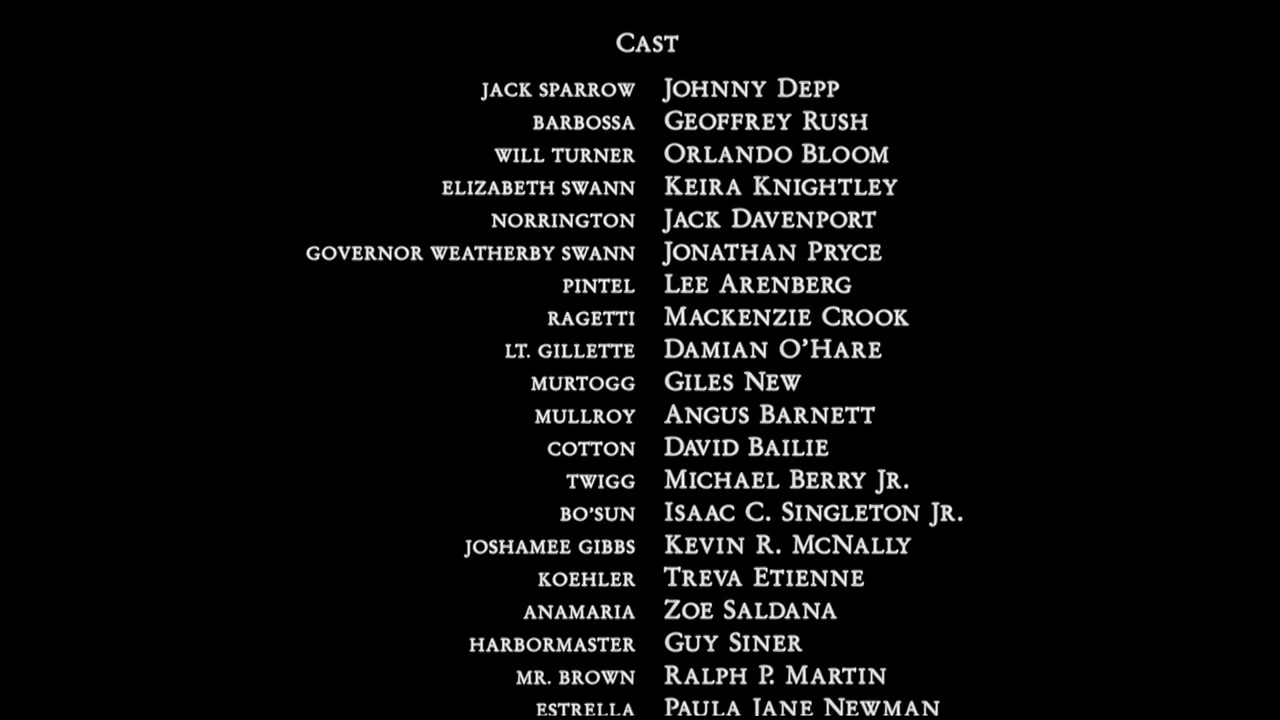 Cast
JACK SPARROW Johnny Depp
BARBOSSA Geoffrey Rush
WILL TURNER Orlando Bloom
ELIZABETH SWANN Keira Knightley
NORRINGTON Jack Davenport
GOVERNOR WEATHERBY SWANN Jonathan Pryce
PINTEL Lee Arenberg
RAGETTI Mackenzie Crook
LT. GILLETTE Damian O'Hare
MURTOGG Giles New
MULLROY Angus Barnett
COTTON David Bailie
TWIGG Michael Berry Jr.
BO'SUN Isaac C. Singleton Jr.
JOSHAMEE GIBBS Kevin R. McNally
KOEHLER Treva Etienne
ANAMARIA Zoe Saldana
HARBORMASTER Guy Siner
MR. BROWN Ralph P. Martin
ESTRELLA Paula Jane Newman